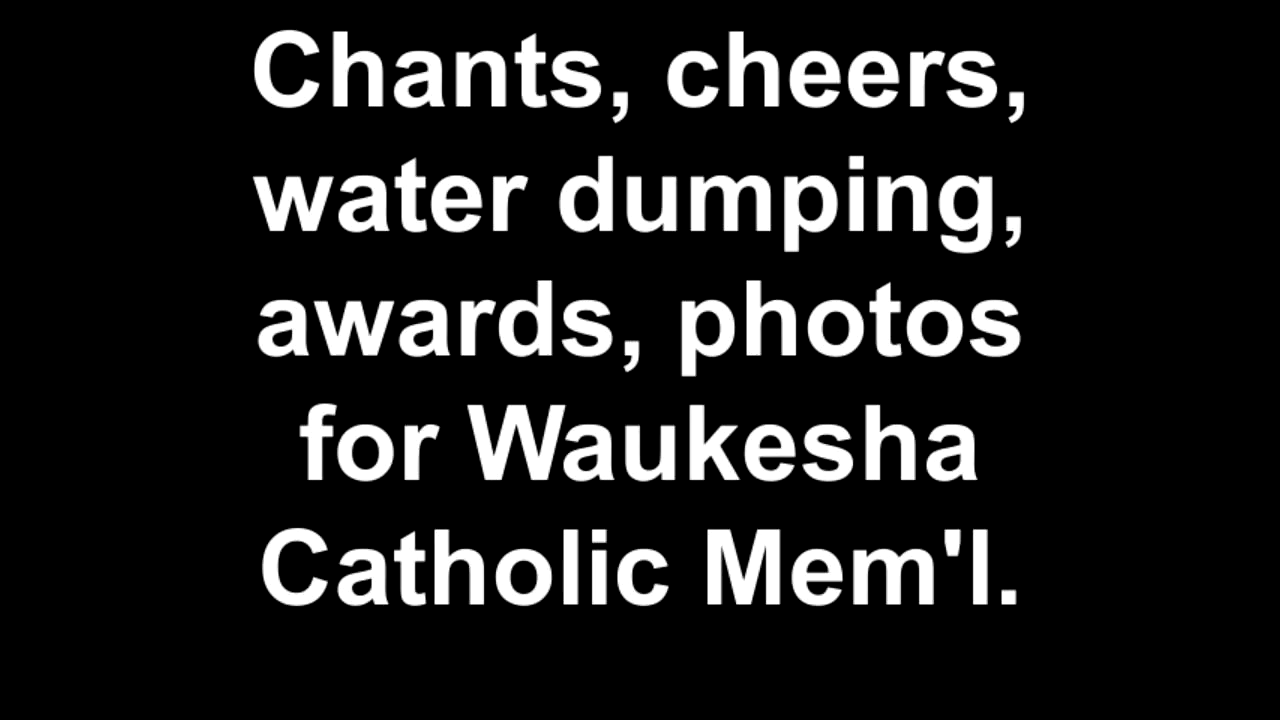 Chants, cheers,
water dumping,
awards, photos
for Waukesha
Catholic Mem'l.